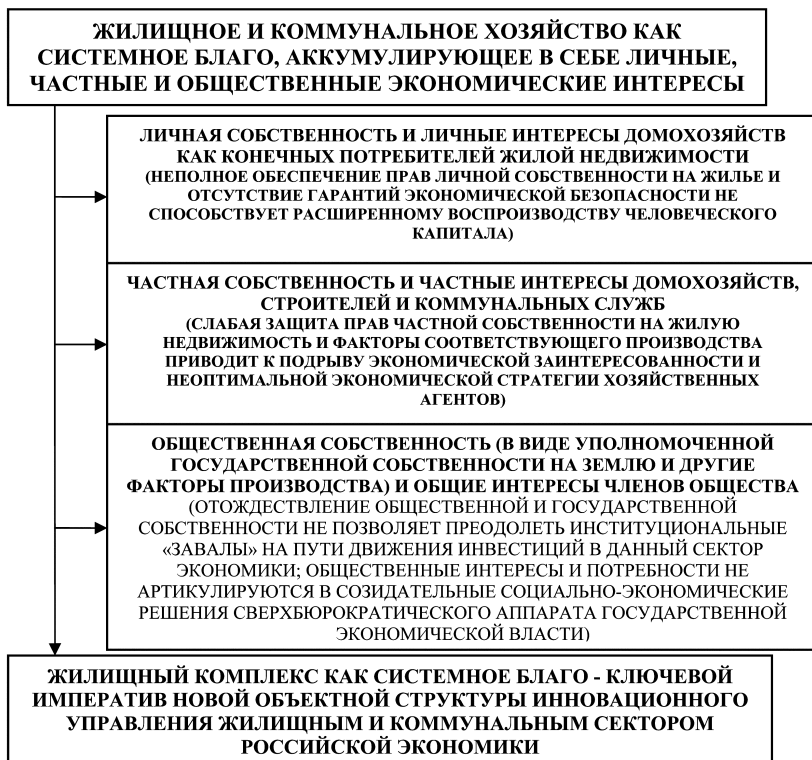 ЖИЛИЩНОЕ И КОММУНАЛЬНОЕ ХОЗЯЙСТВО КАК
СИСТЕМНОЕ БЛАГО, АККУМУЛИРУЮЩЕЕ В СЕБЕ ЛИЧНЫЕ,
ЧАСТНЫЕ И ОБЩЕСТВЕННЫЕ ЭКОНОМИЧЕСКИЕ ИНТЕРЕСЫ
ЛИЧНАЯ СОБСТВЕННОСТЬ И ЛИЧНЫЕ ИНТЕРЕСЫ ДОМОХОЗЯЙСТВ
КАК КОНЕЧНЫХ ПОТРЕБИТЕЛЕЙ ЖИЛОЙ НЕДВИЖИМОСТИ
(НЕПОЛНОЕ ОБЕСПЕЧЕНИЕ ПРАВ ЛИЧНОЙ СОБСТВЕННОСТИ НА ЖИЛЬЕ И
ОТСУТСТВИЕ ГАРАНТИЙ ЭКОНОМИЧЕСКОЙ БЕЗОПАСНОСТИ НЕ
СПОСОБСТВУЕТ РАСШИРЕННОМУ ВОСПРОИЗВОДСТВУ ЧЕЛОВЕЧЕСКОГО
КАПИТАЛА)
ЧАСТНАЯ СОБСТВЕННОСТЬ И ЧАСТНЫЕ ИНТЕРЕСЫ ДОМОХОЗЯЙСТВ,
СТРОИТЕЛЕЙ И КОММУНАЛЬНЫХ СЛУЖБ
(СЛАБАЯ ЗАЩИТА ПРАВ ЧАСТНОЙ СОБСТВЕННОСТИ НА ЖИЛУЮ
НЕДВИЖИМОСТЬ И ФАКТОРЫ СООТВЕТСТВУЮЩЕГО ПРОИЗВОДСТВА
ПРИВОДИТ К ПОДРЫВУ ЭКОНОМИЧЕСКОЙ ЗАИНТЕРЕСОВАННОСТИ И
НЕОПТИМАЛЬНОЙ ЭКОНОМИЧЕСКОЙ СТРАТЕГИИ ХОЗЯЙСТВЕННЫХ
АГЕНТОВ)
ОБЩЕСТВЕННАЯ СОБСТВЕННОСТЬ (В ВИДЕ УПОЛНОМОЧЕННОЙ
ГОСУДАРСТВЕННОЙ СОБСТВЕННОСТИ НА ЗЕМЛЮ И ДРУГИЕ
ФАКТОРЫ ПРОИЗВОДСТВА) И ОБЩИЕ ИНТЕРЕСЫ ЧЛЕНОВ ОБЩЕСТВА
(ОТОЖДЕСТВЛЕНИЕ ОБЩЕСТВЕННОЙ И ГОСУДАРСТВЕННОЙ
СОБСТВЕННОСТИ НЕ ПОЗВОЛЯЕТ ПРЕОДОЛЕТЬ ИНСТИТУЦИОНАЛЬНЫЕ
«ЗАВАЛЫ» НА ПУТИ ДВИЖЕНИЯ ИНВЕСТИЦИЙ В ДАННЫЙ СЕКТОР
ЭКОНОМИКИ; ОБЩЕСТВЕННЫЕ ИНТЕРЕСЫ И ПОТРЕБНОСТИ НЕ
АРТИКУЛИРУЮТСЯ В СОЗИДАТЕЛЬНЫЕ СОЦИАЛЬНО-ЭКОНОМИЧЕСКИЕ
РЕШЕНИЯ СВЕРХБЮРОКРАТИЧЕСКОГО АППАРАТА ГОСУДАРСТВЕННОЙ
ЭКОНОМИЧЕСКОЙ ВЛАСТИ)
ЖИЛИЩНЫЙ КОМПЛЕКС КАК СИСТЕМНОЕ БЛАГО - КЛЮЧЕВОЙ
ИМПЕРАТИВ НОВОЙ ОБЪЕКТНОЙ СТРУКТУРЫ ИННОВАЦИОННОГО
УПРАВЛЕНИЯ ЖИЛИЩНЫМ И КОММУНАЛЬНЫМ СЕКТОРОМ
РОССИЙСКОЙ ЭКОНОМИКИ